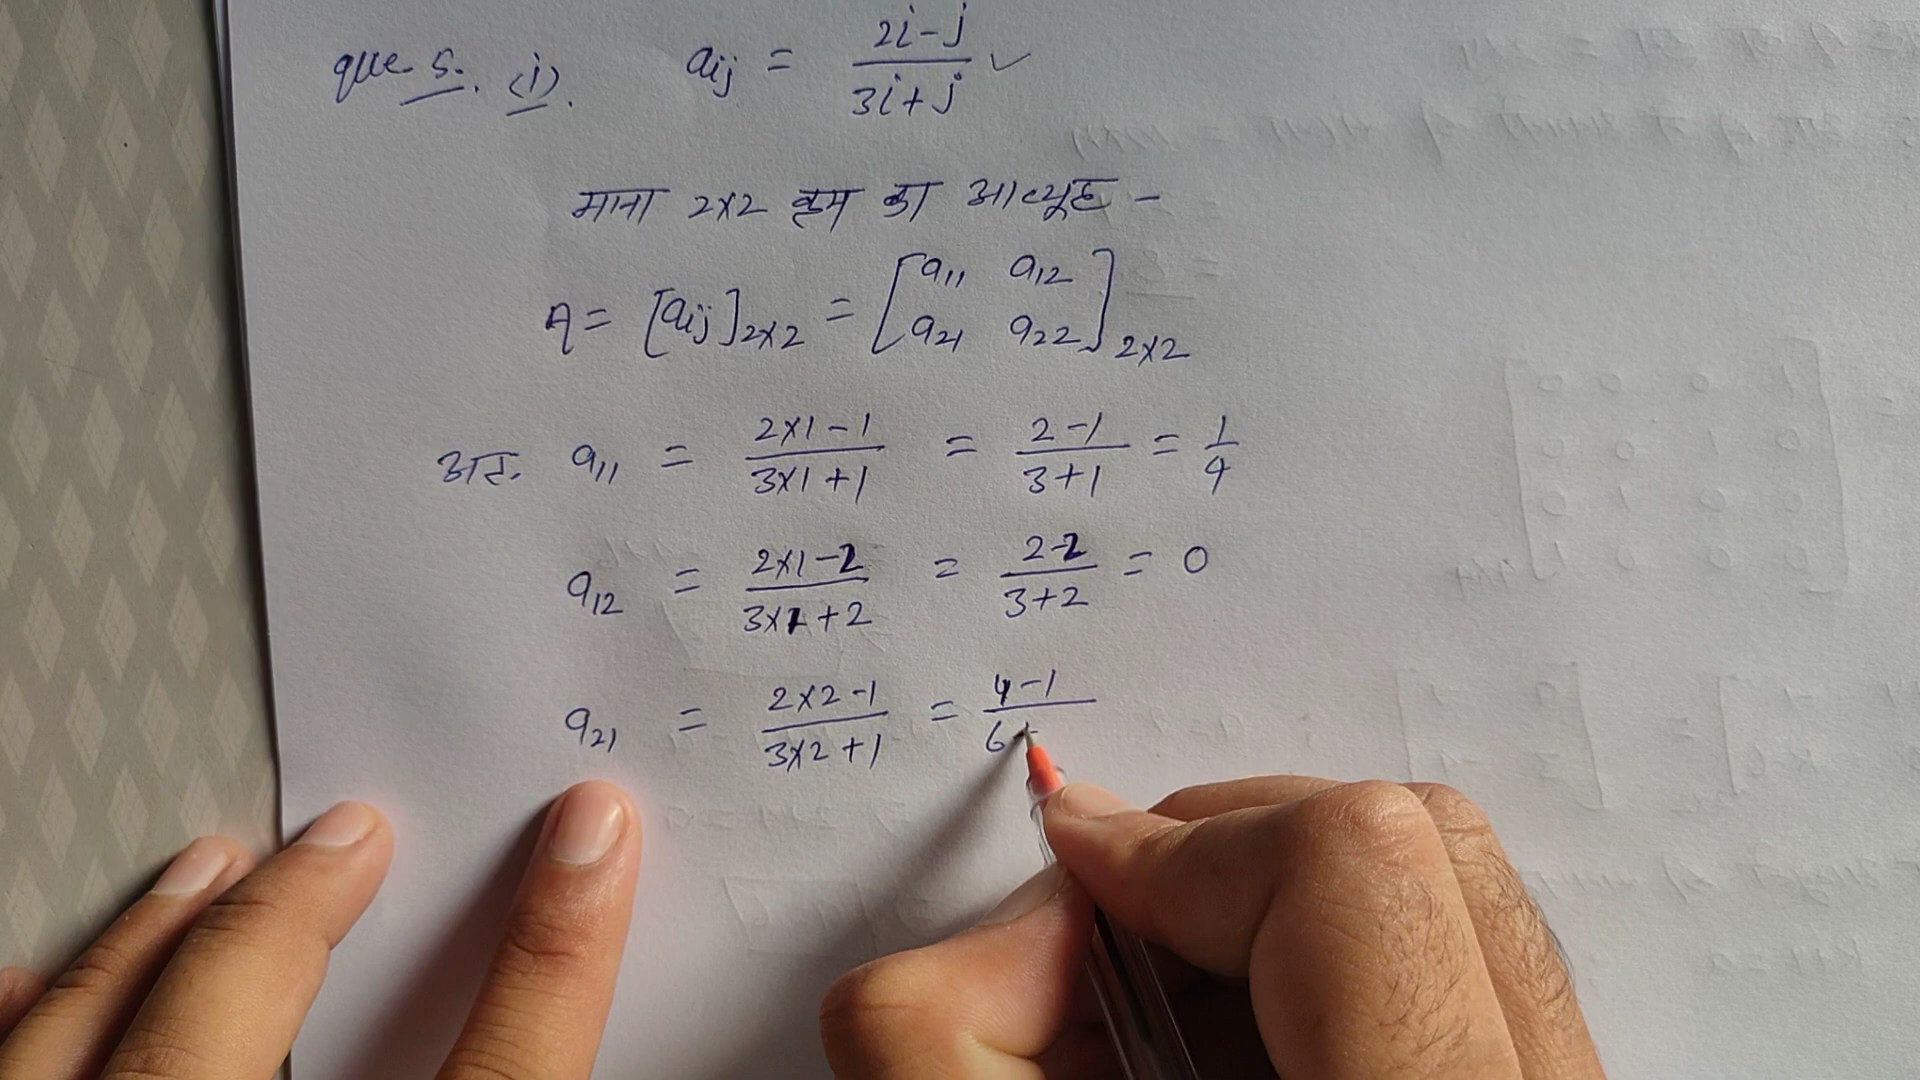 que 5. (i). aij = 2i-j / 3i+j ✓
माना 2×2 क्रम का आव्यूह -
A = [aij]2×2 = [a11 a12
a21 a22]2×2
अतः a11 = 2×1-1 / 3×1+1 = 2-1 / 3+1 = 1/4
a12 = 2×1-2 / 3×1+2 = 2-2 / 3+2 = 0
a21 = 2×2-1 / 3×2+1 = 4-1 / 6+